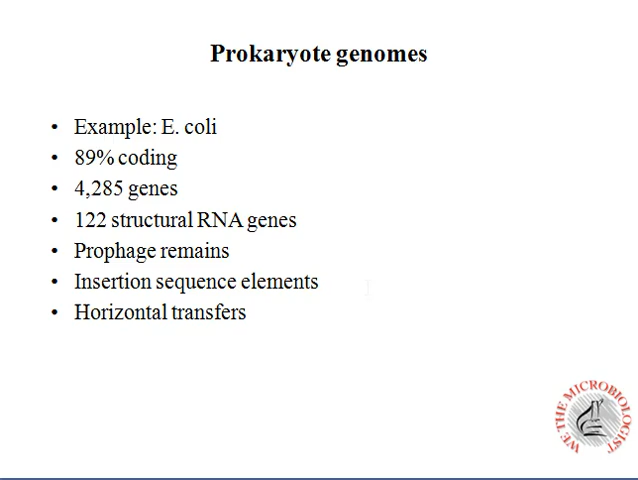 Prokaryote genomes
• Example: E. coli
• 89% coding
• 4,285 genes
• 122 structural RNA genes
• Prophage remains
• Insertion sequence elements
• Horizontal transfers
WE THE MICROBIOLOGIST